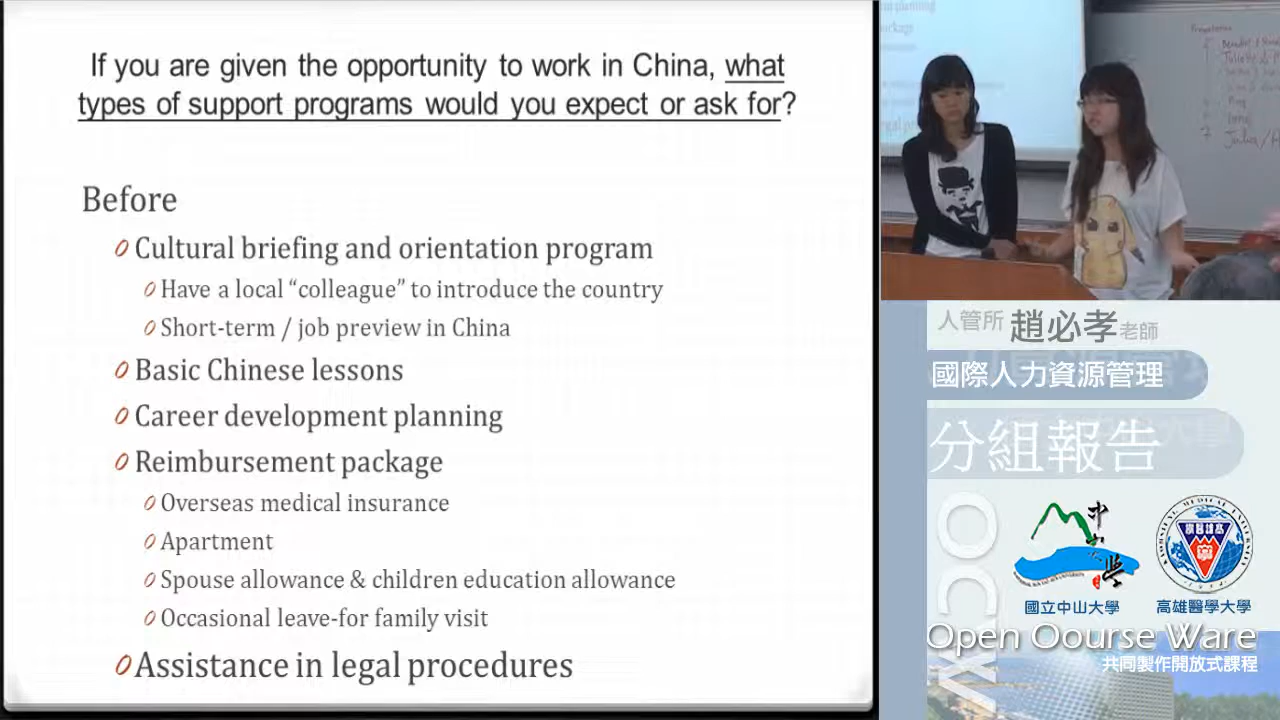 If you are given the opportunity to work in China, what
types of support programs would you expect or ask for?
Before
Cultural briefing and orientation program
Have a local “colleague” to introduce the country
Short-term / job preview in China
Basic Chinese lessons
Career development planning
Reimbursement package
Overseas medical insurance
Apartment
Spouse allowance & children education allowance
Occasional leave-for family visit
Assistance in legal procedures
人管所 趙必孝老師
國際人力資源管理
分組報告
OCW
國立中山大學
高雄醫學大學
Open Oourse Ware
共同製作開放式課程